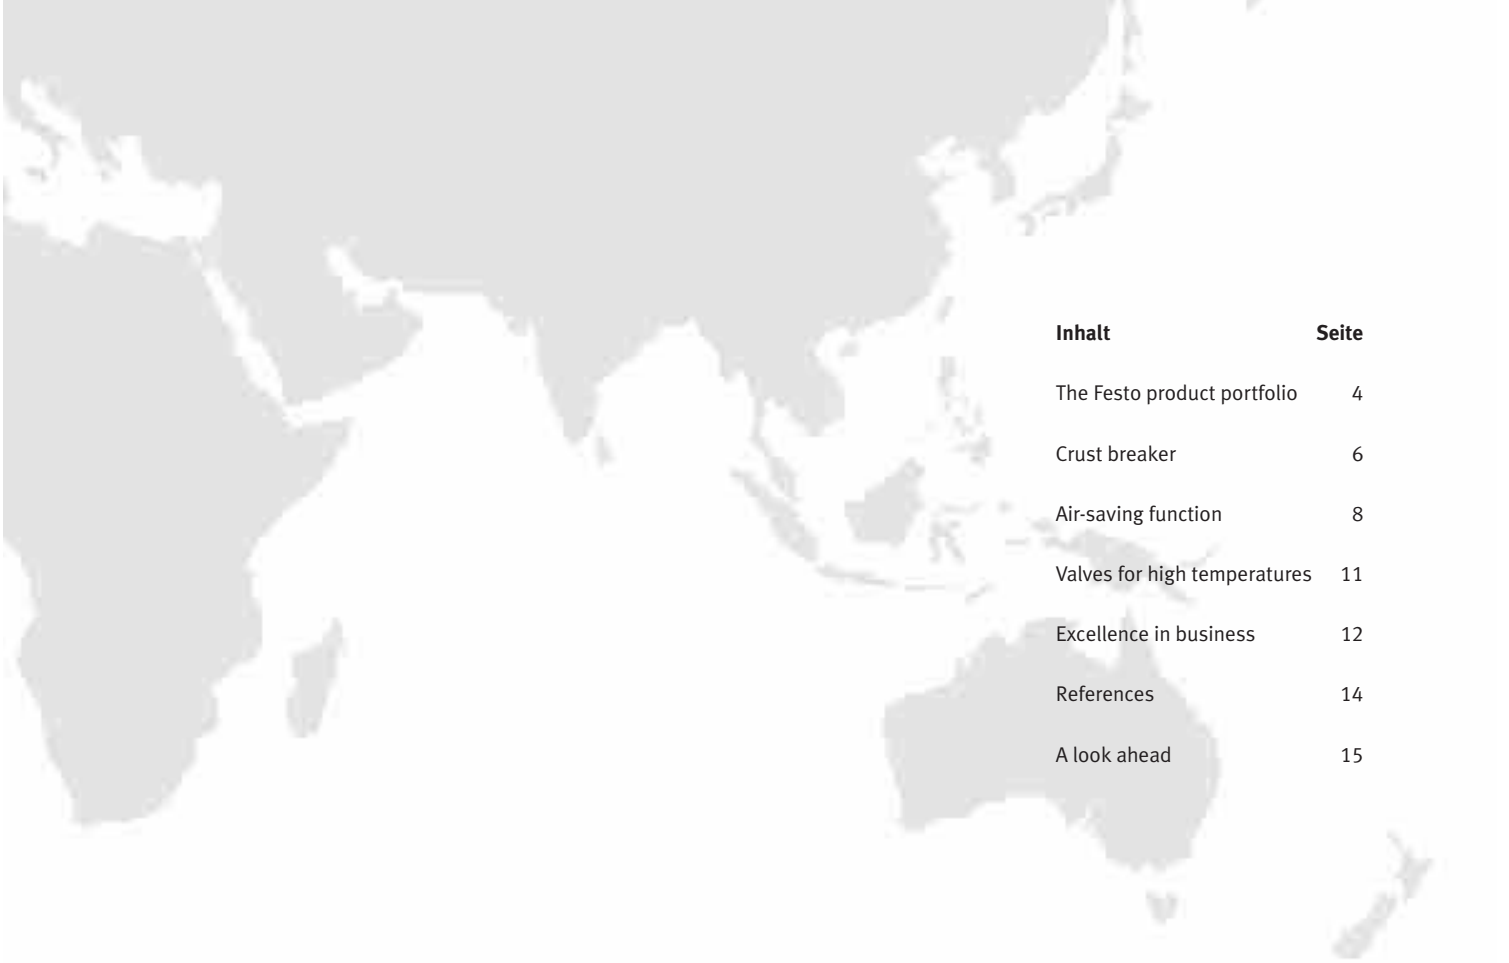 Inhalt Seite
The Festo product portfolio 4
Crust breaker 6
Air-saving function 8
Valves for high temperatures 11
Excellence in business 12
References 14
A look ahead 15